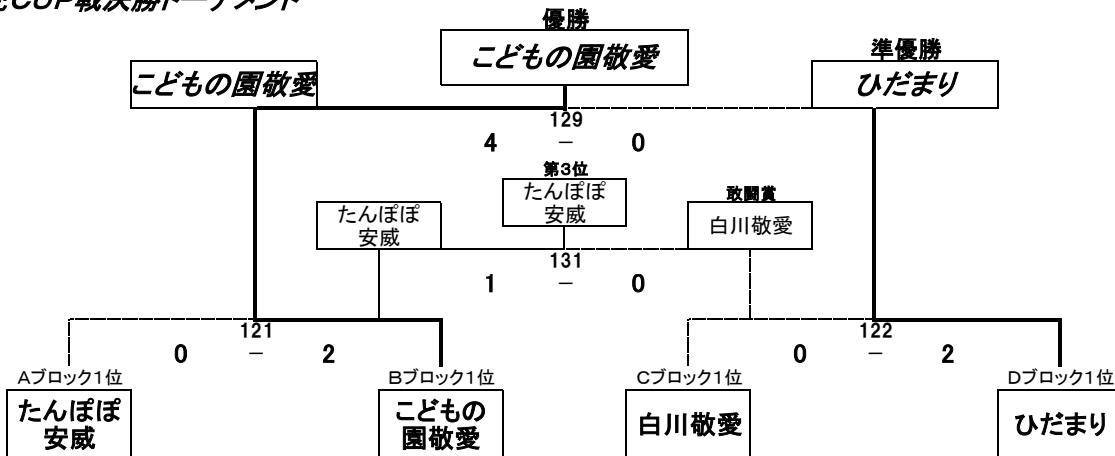 CUP戦決勝トーナメント
優勝
こどもの園敬愛
準優勝
こどもの園敬愛
ひだまり
129
4 － 0
第3位
たんぽぽ
安威
敢闘賞
たんぽぽ
安威
白川敬愛
131
1 － 0
121
0 － 2
122
0 － 2
Aブロック1位
Bブロック1位
Cブロック1位
Dブロック1位
たんぽぽ
安威
こどもの
園敬愛
白川敬愛
ひだまり